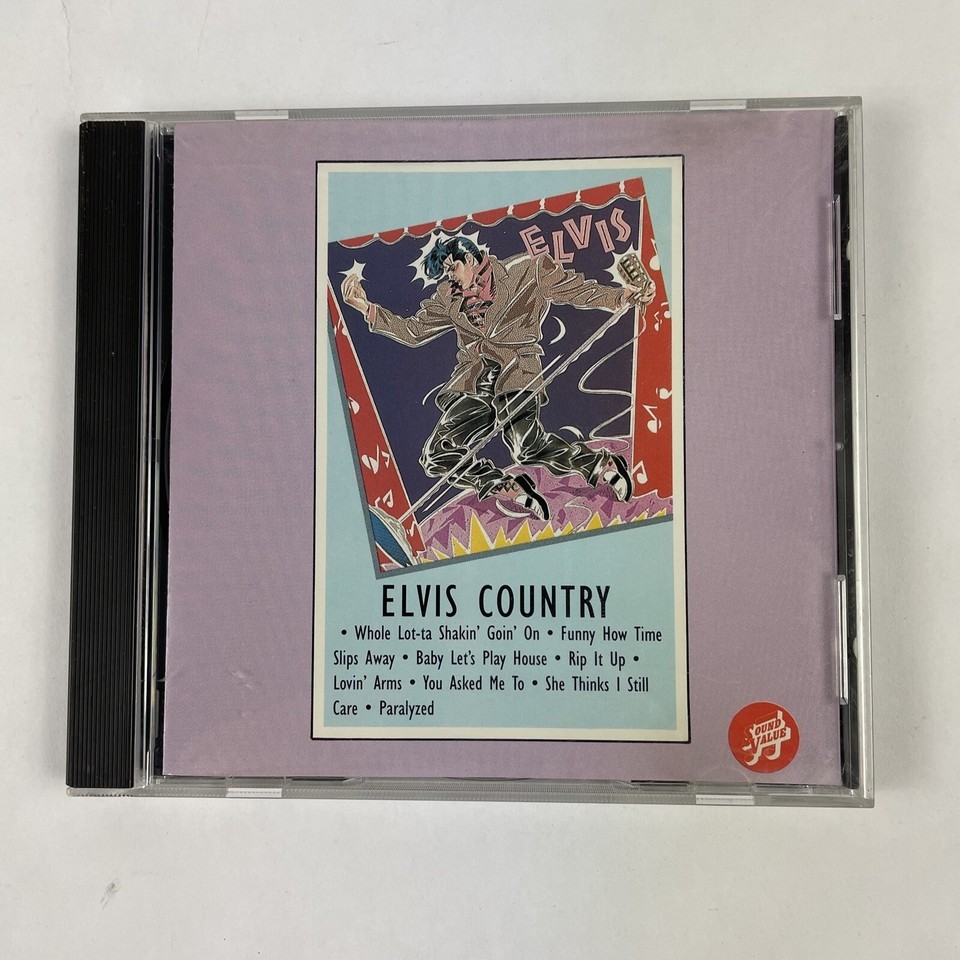 ELVIS
ELVIS COUNTRY
• Whole Lot-ta Shakin' Goin' On • Funny How Time
Slips Away • Baby Let's Play House • Rip It Up •
Lovin' Arms • You Asked Me To • She Thinks I Still
Care • Paralyzed
SOUND
VALUE